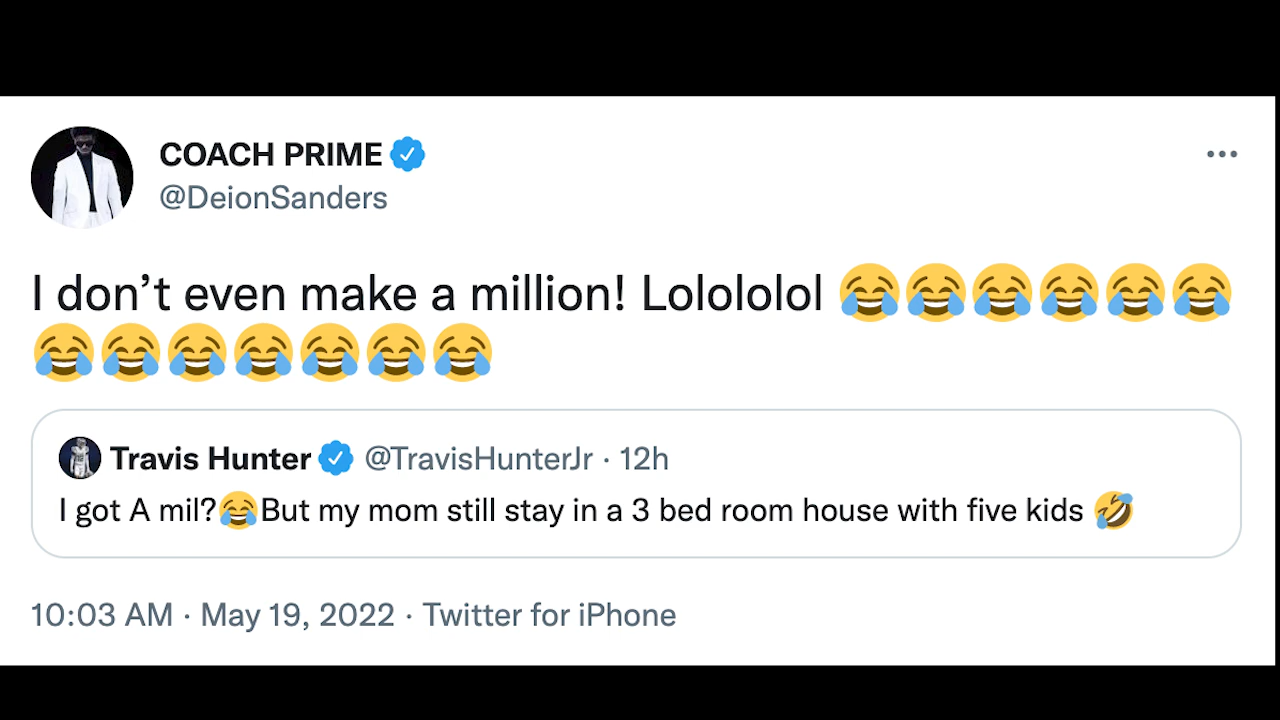 COACH PRIME
@DeionSanders
I don’t even make a million! Lolololol 😂😂😂😂😂😂
😂😂😂😂😂😂😂
Travis Hunter @TravisHunterJr · 12h
I got A mil?😂But my mom still stay in a 3 bed room house with five kids 🤣
10:03 AM · May 19, 2022 · Twitter for iPhone